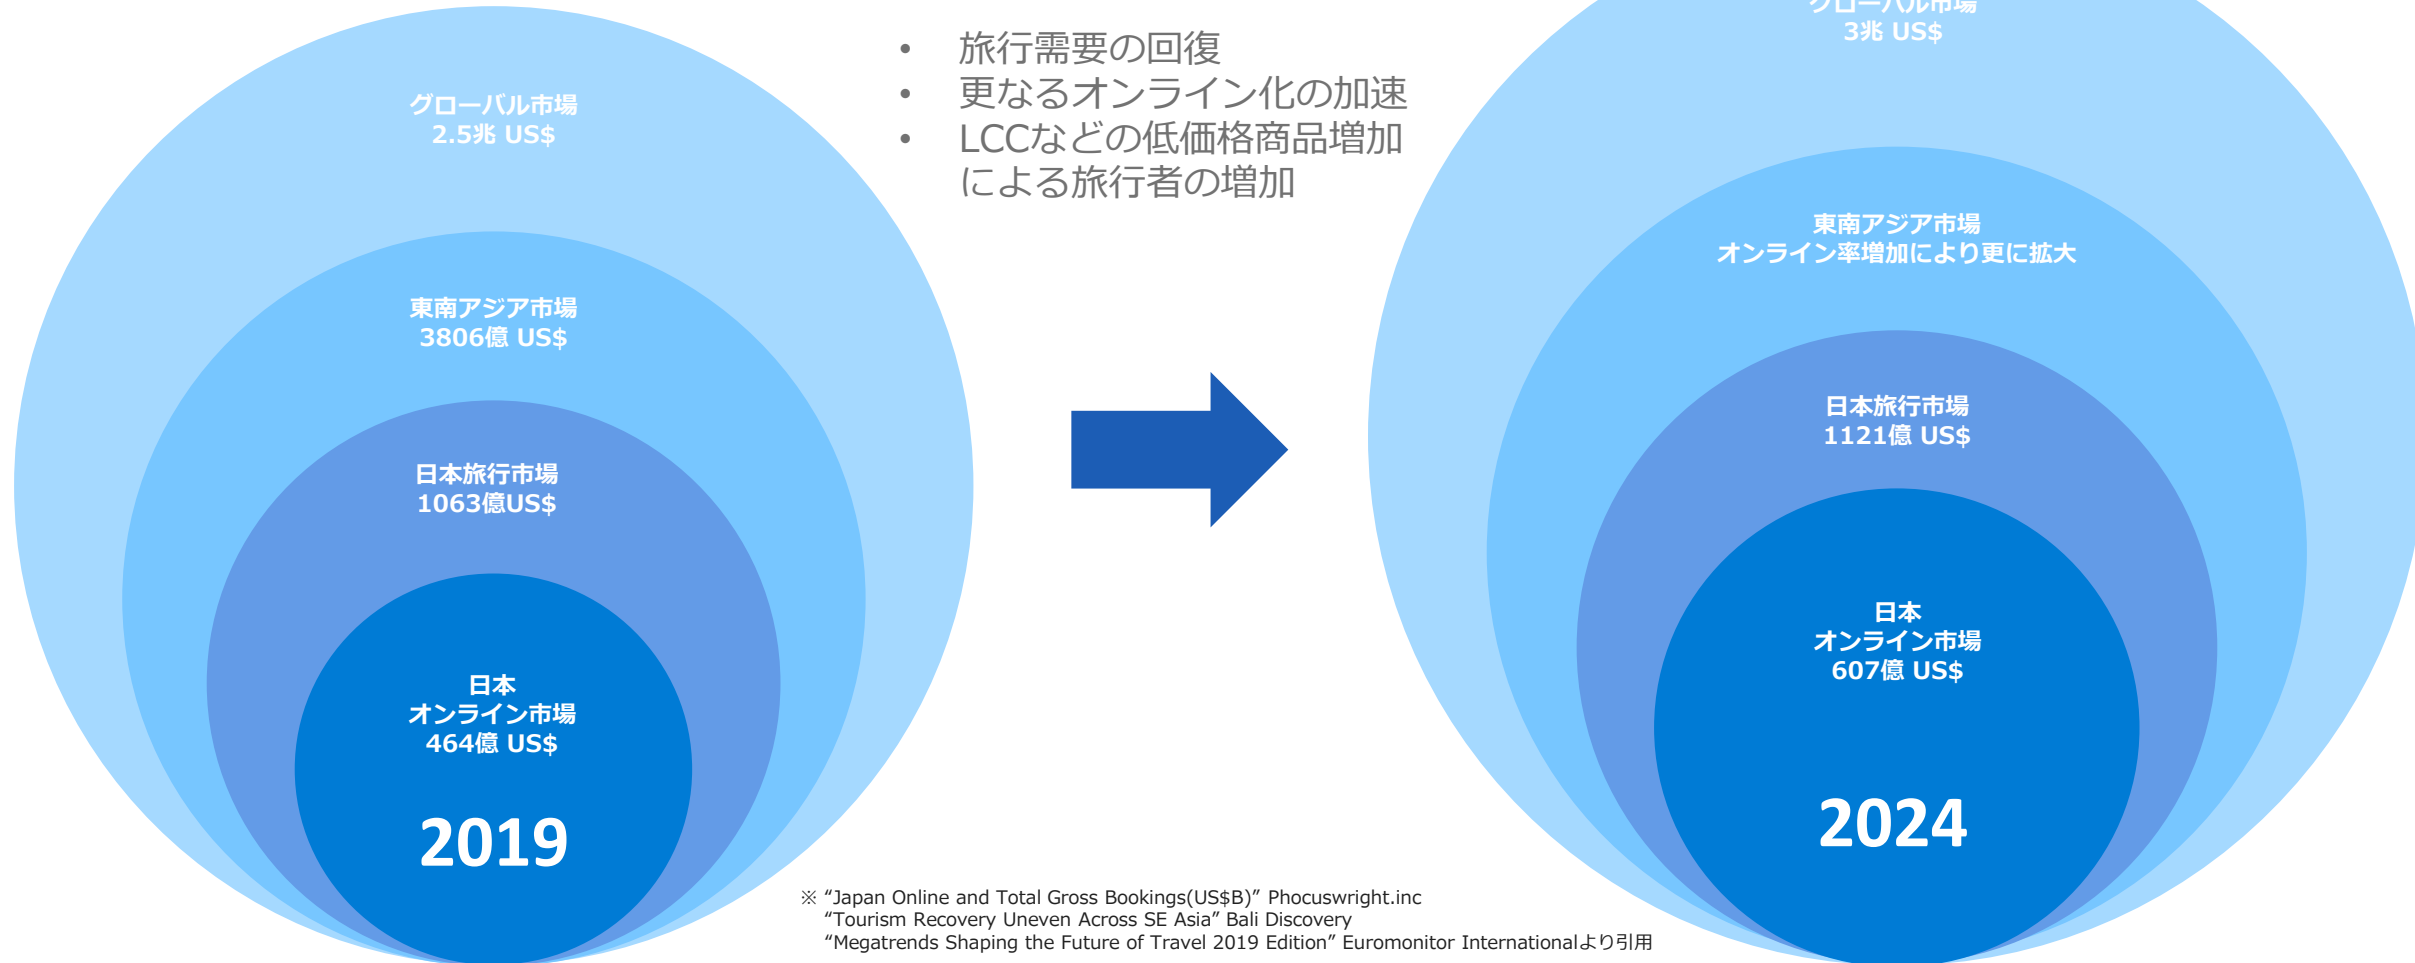 グローバル市場
2.5兆 US$
東南アジア市場
3806億 US$
日本旅行市場
1063億US$
日本
オンライン市場
464億 US$
2019
• 旅行需要の回復
• 更なるオンライン化の加速
• LCCなどの低価格商品増加
による旅行者の増加
グローバル市場
3兆 US$
東南アジア市場
オンライン率増加により更に拡大
日本旅行市場
1121億 US$
日本
オンライン市場
607億 US$
2024
※ “Japan Online and Total Gross Bookings(US$B)” Phocuswright.inc
“Tourism Recovery Uneven Across SE Asia” Bali Discovery
“Megatrends Shaping the Future of Travel 2019 Edition” Euromonitor Internationalより引用